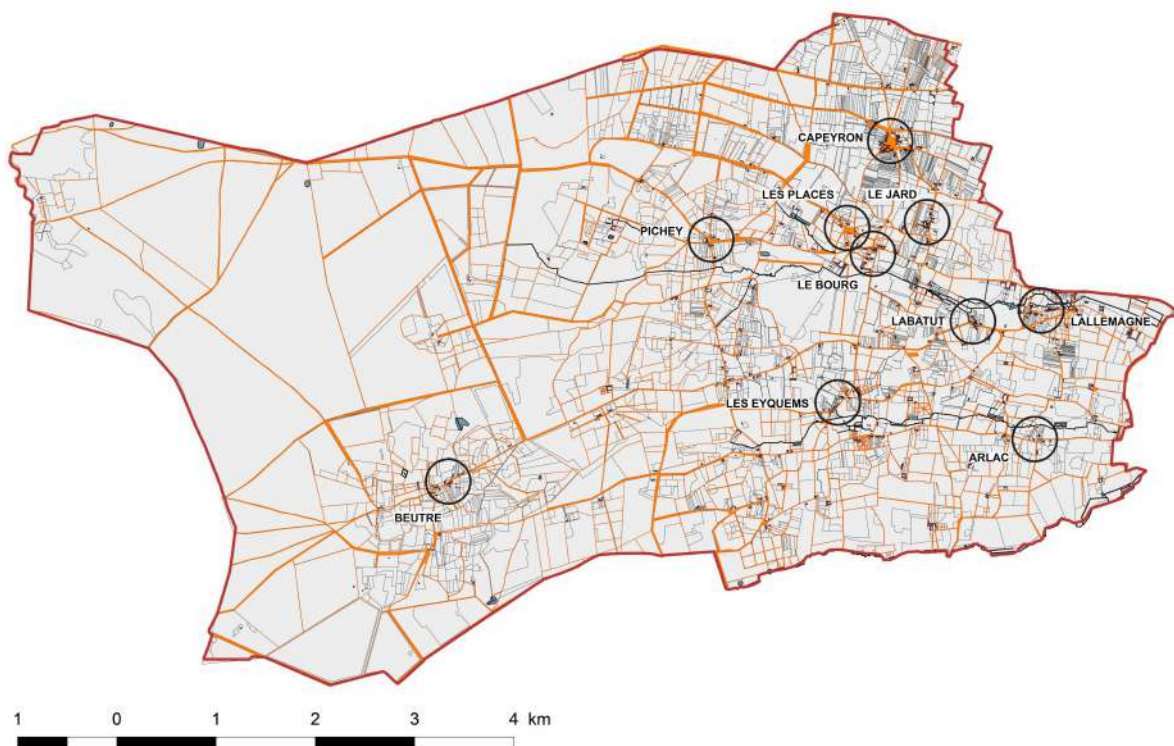 CAPEYRON
LES PLACES
LE JARD
PICHEY
LE BOURG
LABATUT
LALLEMAGNE
LES EYQUEMS
ARLAC
BEUTRE
1 0 1 2 3 4 km